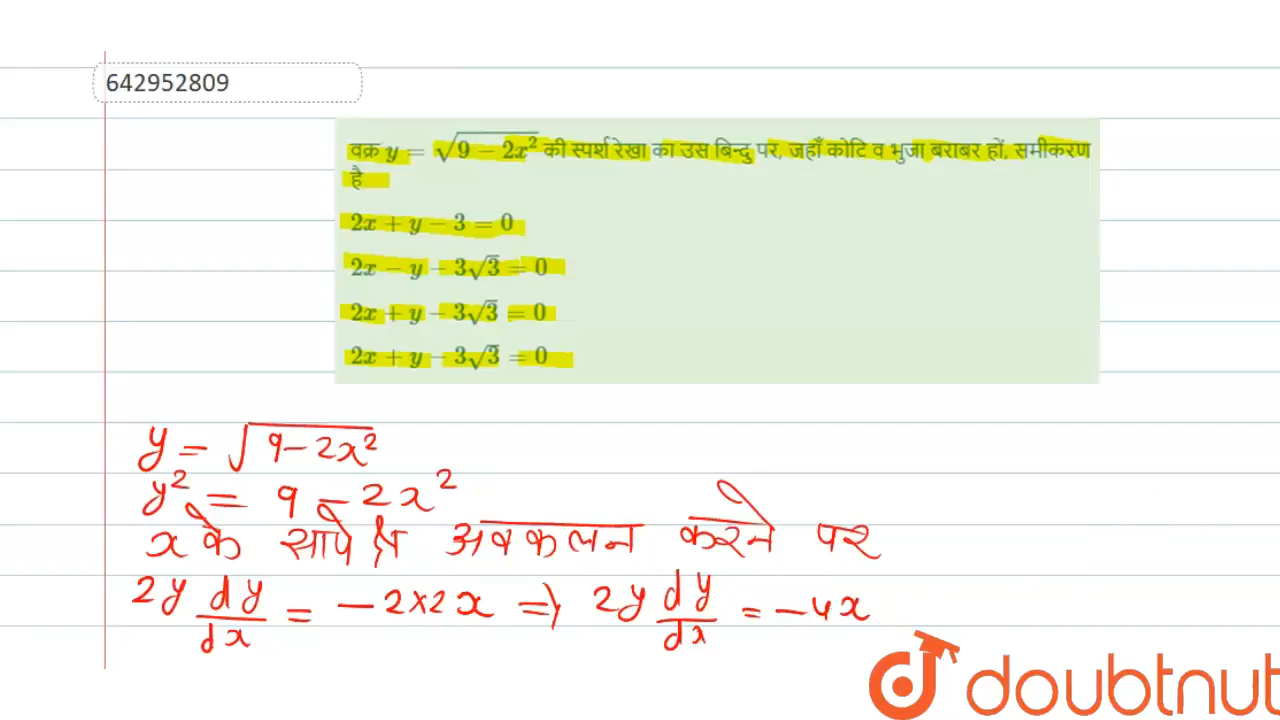 642952809
वक्र y = √(9 − 2x²) की स्पर्श रेखा का उस बिन्दु पर, जहाँ कोटि व भुजा बराबर हों, समीकरण
है
2x + y − 3 = 0
2x − y − 3√3 = 0
2x + y − 3√3 = 0
2x + y − 3√3 = 0
y = √(9 − 2x²)
y² = 9 − 2x²
x के सापेक्ष अवकलन करने पर
2y dy/dx = − 2×2x ⇒ 2y dy/dx = − 4x
doubtnut